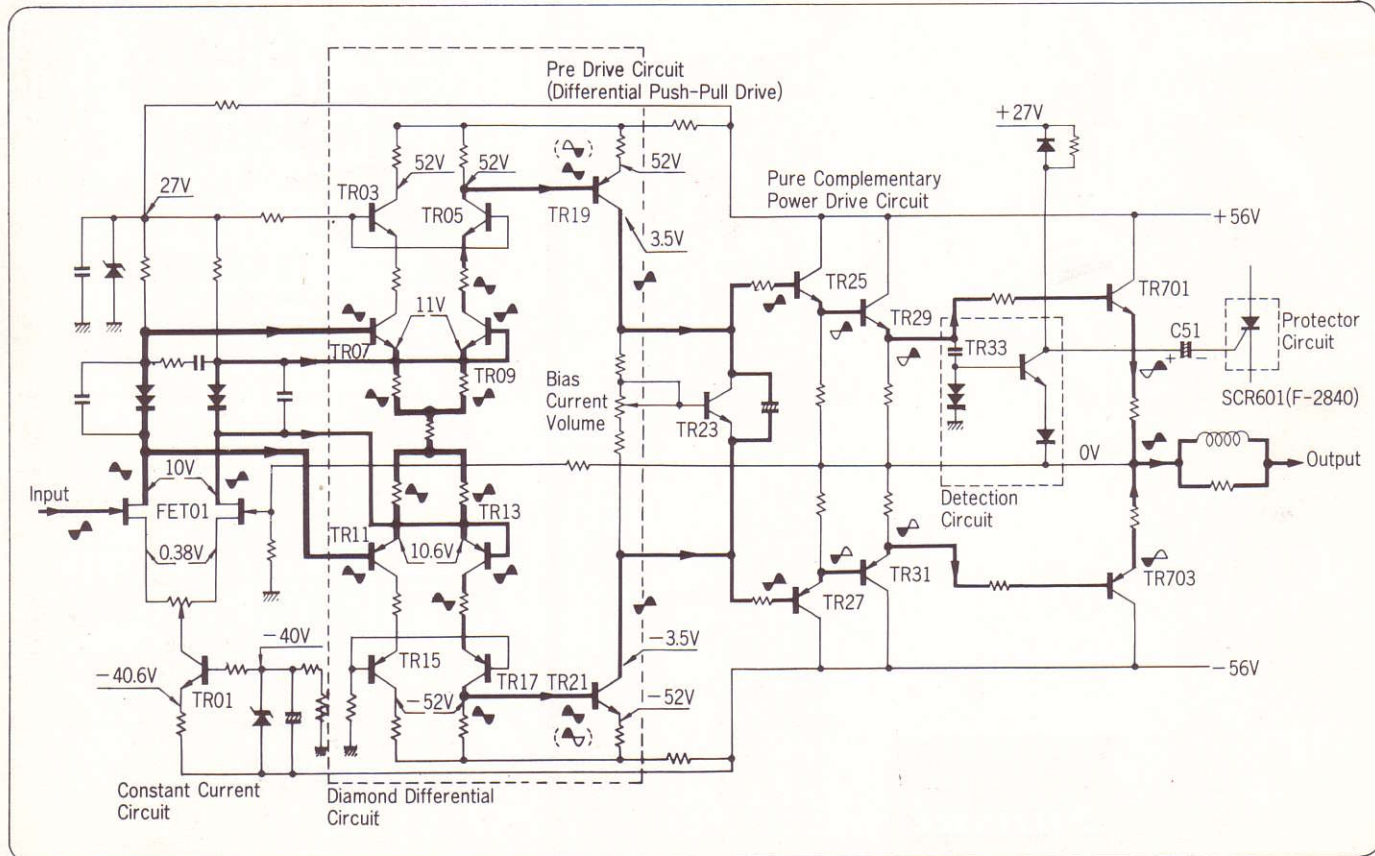 Pre Drive Circuit
(Differential Push-Pull Drive)
+27V
52V
52V
52V
TR03
TR05
TR19
27V
3.5V
Pure Complementary
Power Drive Circuit
+56V
TR25
TR29
TR701
TR33
C51
+
−
Protector
Circuit
SCR601(F-2840)
11V
TR07
TR09
Bias
Current
Volume
TR23
0V
Output
Detection
Circuit
10V
Input
FET01
0.38V
TR11
10.6V
TR13
TR27
TR31
TR703
−40V
−40.6V
TR01
TR15
TR17
TR21
−3.5V
−52V
−52V
−56V
Constant Current
Circuit
Diamond Differential
Circuit